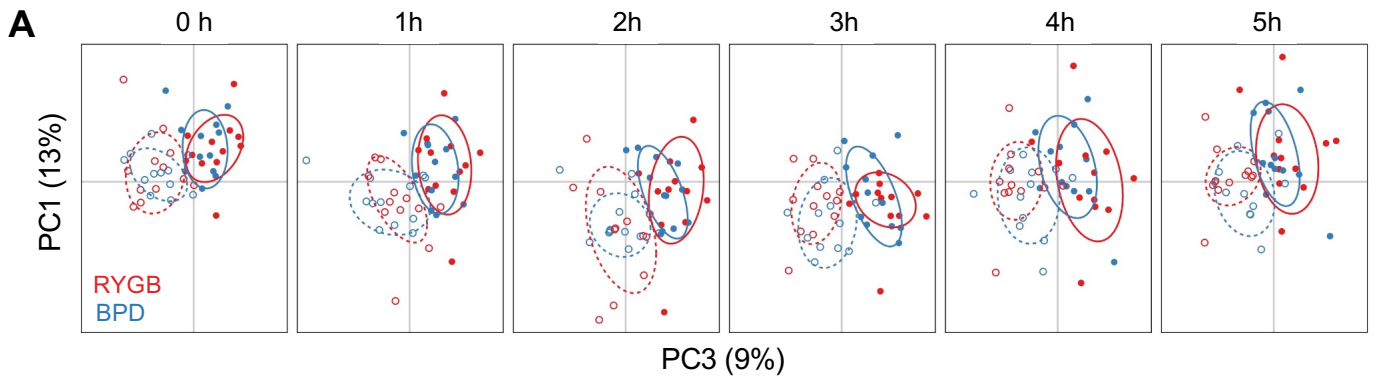 A
0 h 1h 2h 3h 4h 5h
PC1 (13%)
RYGB
BPD
PC3 (9%)